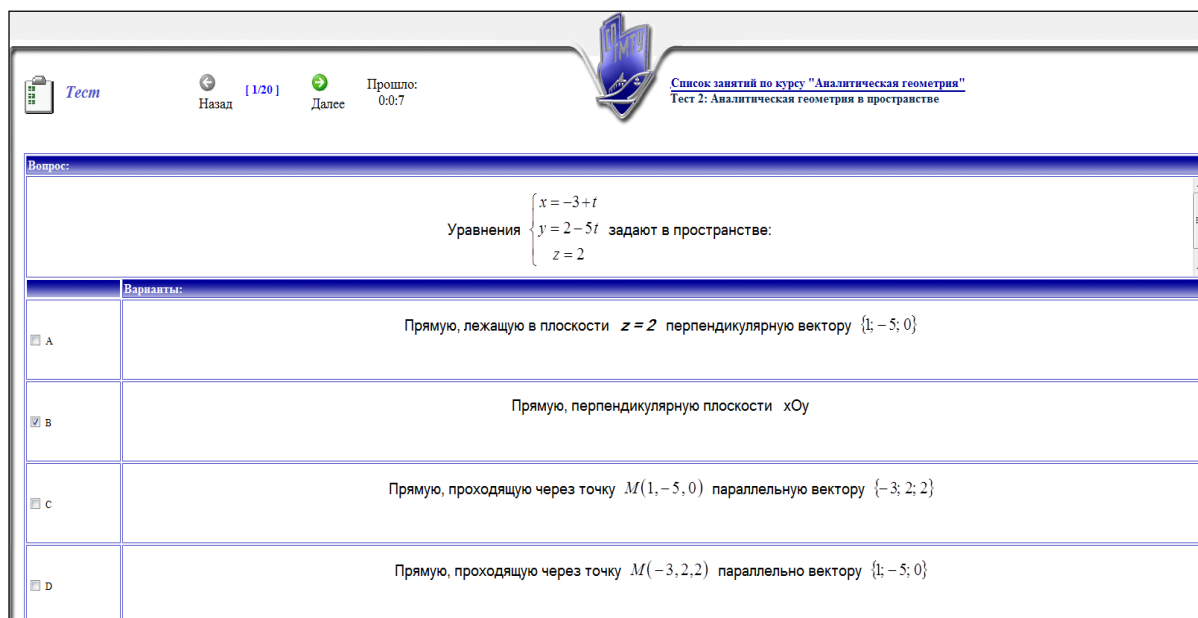 ГМТУ
Тест
Назад
[ 1/20 ]
Далее
Прошло:
0:0:7
Список занятий по курсу "Аналитическая геометрия"
Тест 2: Аналитическая геометрия в пространстве
Вопрос:
Уравнения { x = −3 + t
y = 2 − 5t задают в пространстве:
z = 2
Варианты:
A Прямую, лежащую в плоскости z = 2 перпендикулярную вектору {1; −5; 0}
B Прямую, перпендикулярную плоскости xOy
C Прямую, проходящую через точку M(1, −5, 0) параллельную вектору {−3; 2; 2}
D Прямую, проходящую через точку M(−3,2,2) параллельно вектору {1; −5; 0}